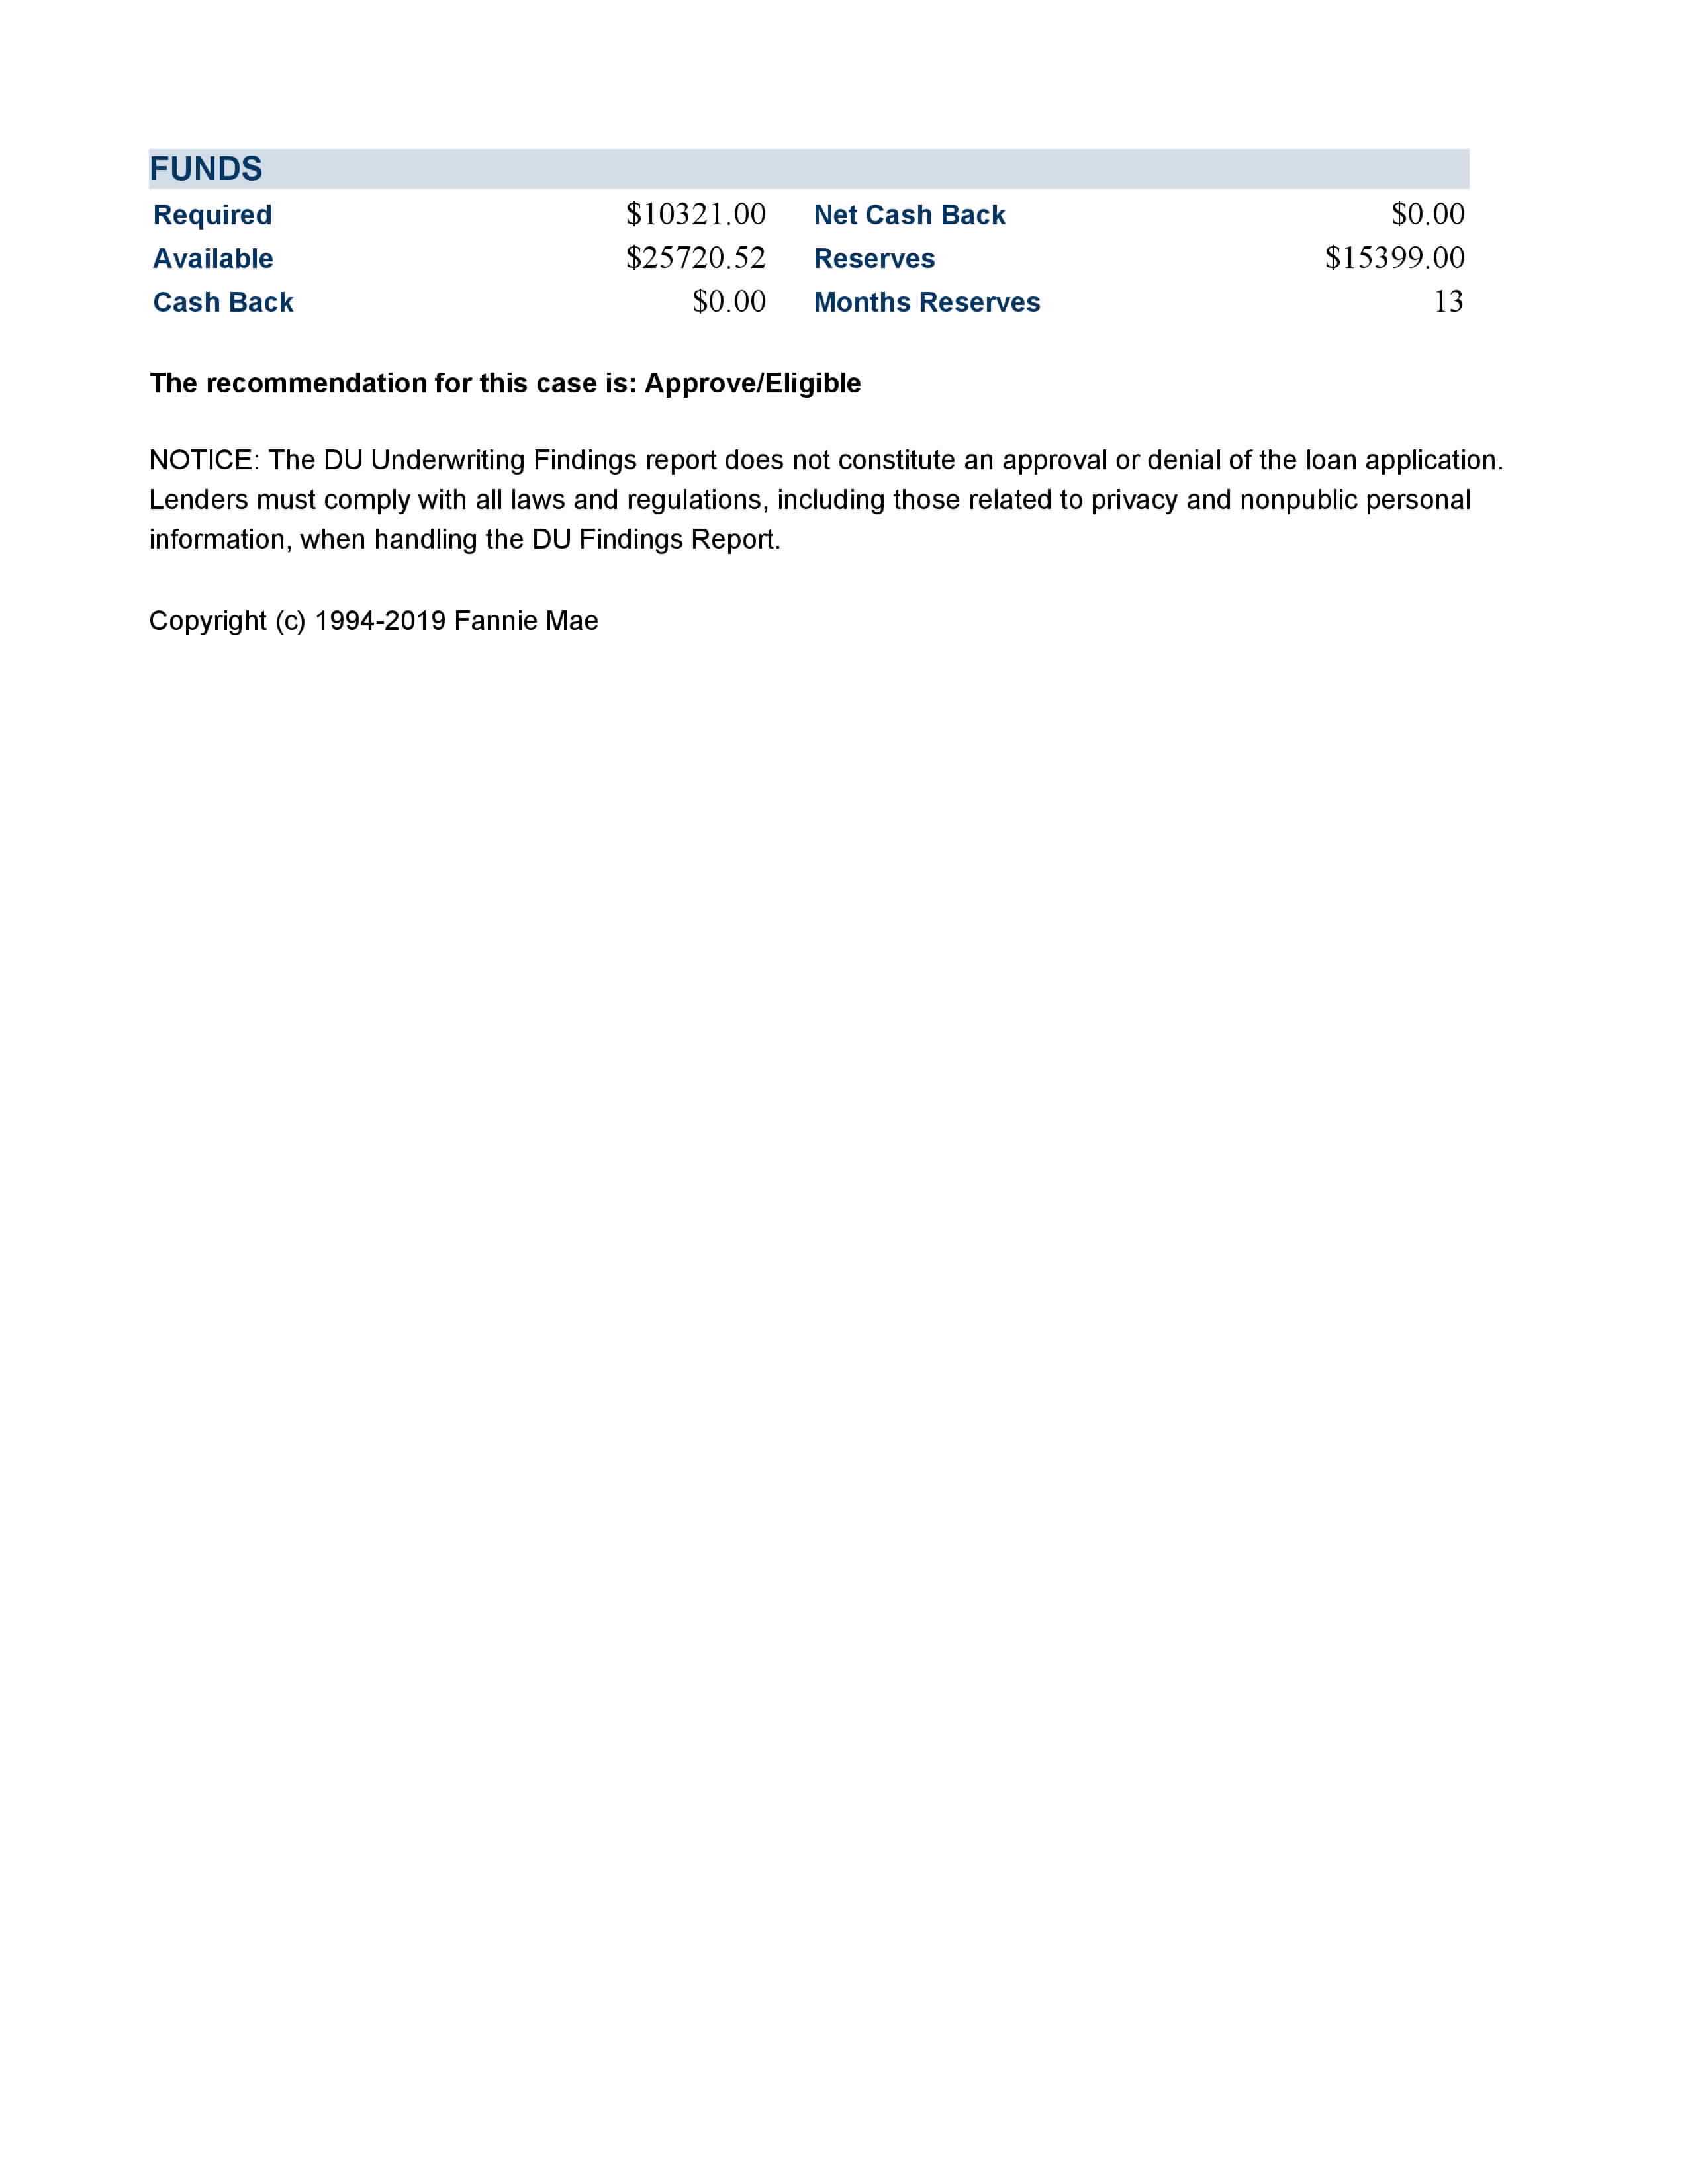 FUNDS
Required $10321.00 Net Cash Back $0.00
Available $25720.52 Reserves $15399.00
Cash Back $0.00 Months Reserves 13
The recommendation for this case is: Approve/Eligible
NOTICE: The DU Underwriting Findings report does not constitute an approval or denial of the loan application.
Lenders must comply with all laws and regulations, including those related to privacy and nonpublic personal
information, when handling the DU Findings Report.
Copyright (c) 1994-2019 Fannie Mae